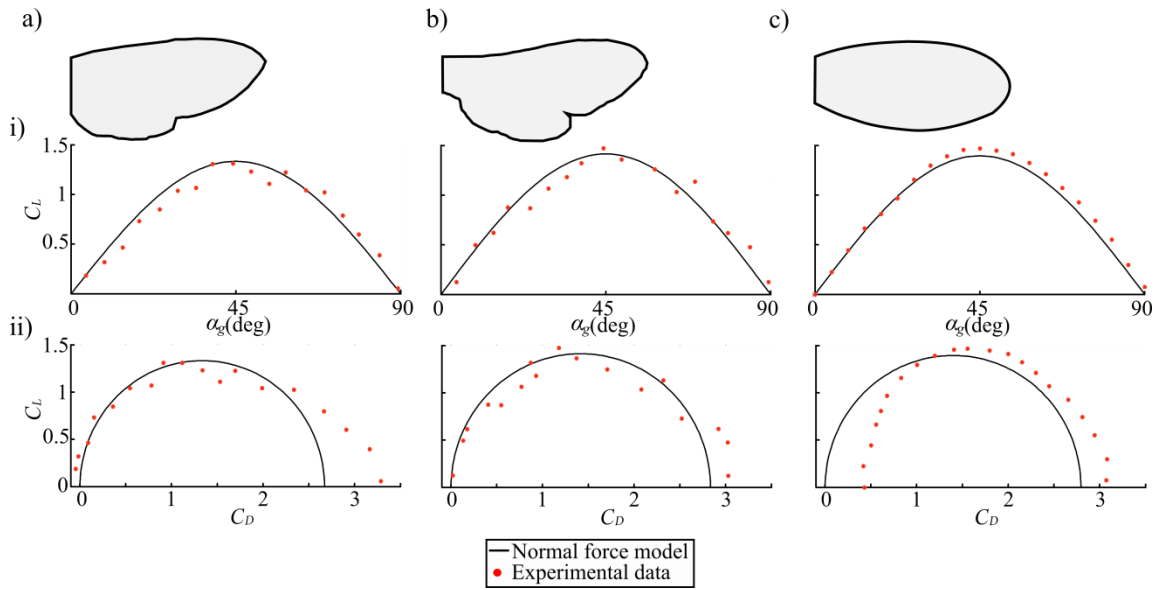 a)
b)
c)
i)
1.5
1
0.5
C_L
0
45
90
α_g(deg)
0
45
90
α_g(deg)
0
45
90
α_g(deg)
ii)
1.5
1
0.5
0
C_L
0
1
2
3
C_D
0
1
2
3
C_D
0
1
2
3
C_D
Normal force model
Experimental data